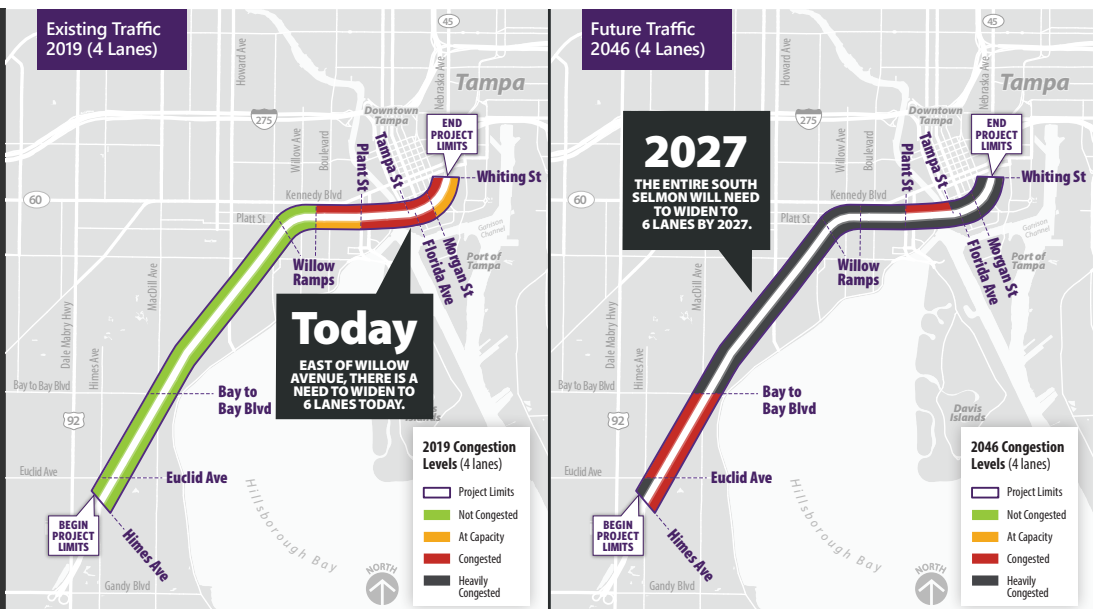 Existing Traffic
2019 (4 Lanes)
45
Howard Ave
Nebraska Ave
Tampa
275
Downtown
Tampa
END
PROJECT
LIMITS
Willow Ave
Boulevard
Plant St
Tampa St
Whiting St
60
Kennedy Blvd
Platt St
Gannon
Channel
Port of
Tampa
Morgan St
Florida Ave
Willow
Ramps
MacDill Ave
Today
EAST OF WILLOW
AVENUE, THERE IS A
NEED TO WIDEN TO
6 LANES TODAY.
Dale Mabry Hwy
Himes Ave
Bay to Bay Blvd
Bay to
Bay Blvd
92
Islands
Euclid Ave
Euclid Ave
BEGIN
PROJECT
LIMITS
Himes Ave
Hillsborough Bay
Gandy Blvd
NORTH
2019 Congestion
Levels (4 lanes)
Project Limits
Not Congested
At Capacity
Congested
Heavily
Congested
Future Traffic
2046 (4 Lanes)
45
Howard Ave
Nebraska Ave
Tampa
275
Downtown
Tampa
END
PROJECT
LIMITS
2027
THE ENTIRE SOUTH
SELMON WILL NEED
TO WIDEN TO
6 LANES BY 2027.
Willow Ave
Boulevard
Plant St
Tampa St
Whiting St
60
Kennedy Blvd
Platt St
Gannon
Channel
Port of
Tampa
Morgan St
Florida Ave
Willow
Ramps
MacDill Ave
Dale Mabry Hwy
Himes Ave
Bay to Bay Blvd
Bay to
Bay Blvd
92
Davis
Islands
Euclid Ave
Euclid Ave
BEGIN
PROJECT
LIMITS
Himes Ave
Hillsborough Bay
Gandy Blvd
NORTH
2046 Congestion
Levels (4 lanes)
Project Limits
Not Congested
At Capacity
Congested
Heavily
Congested